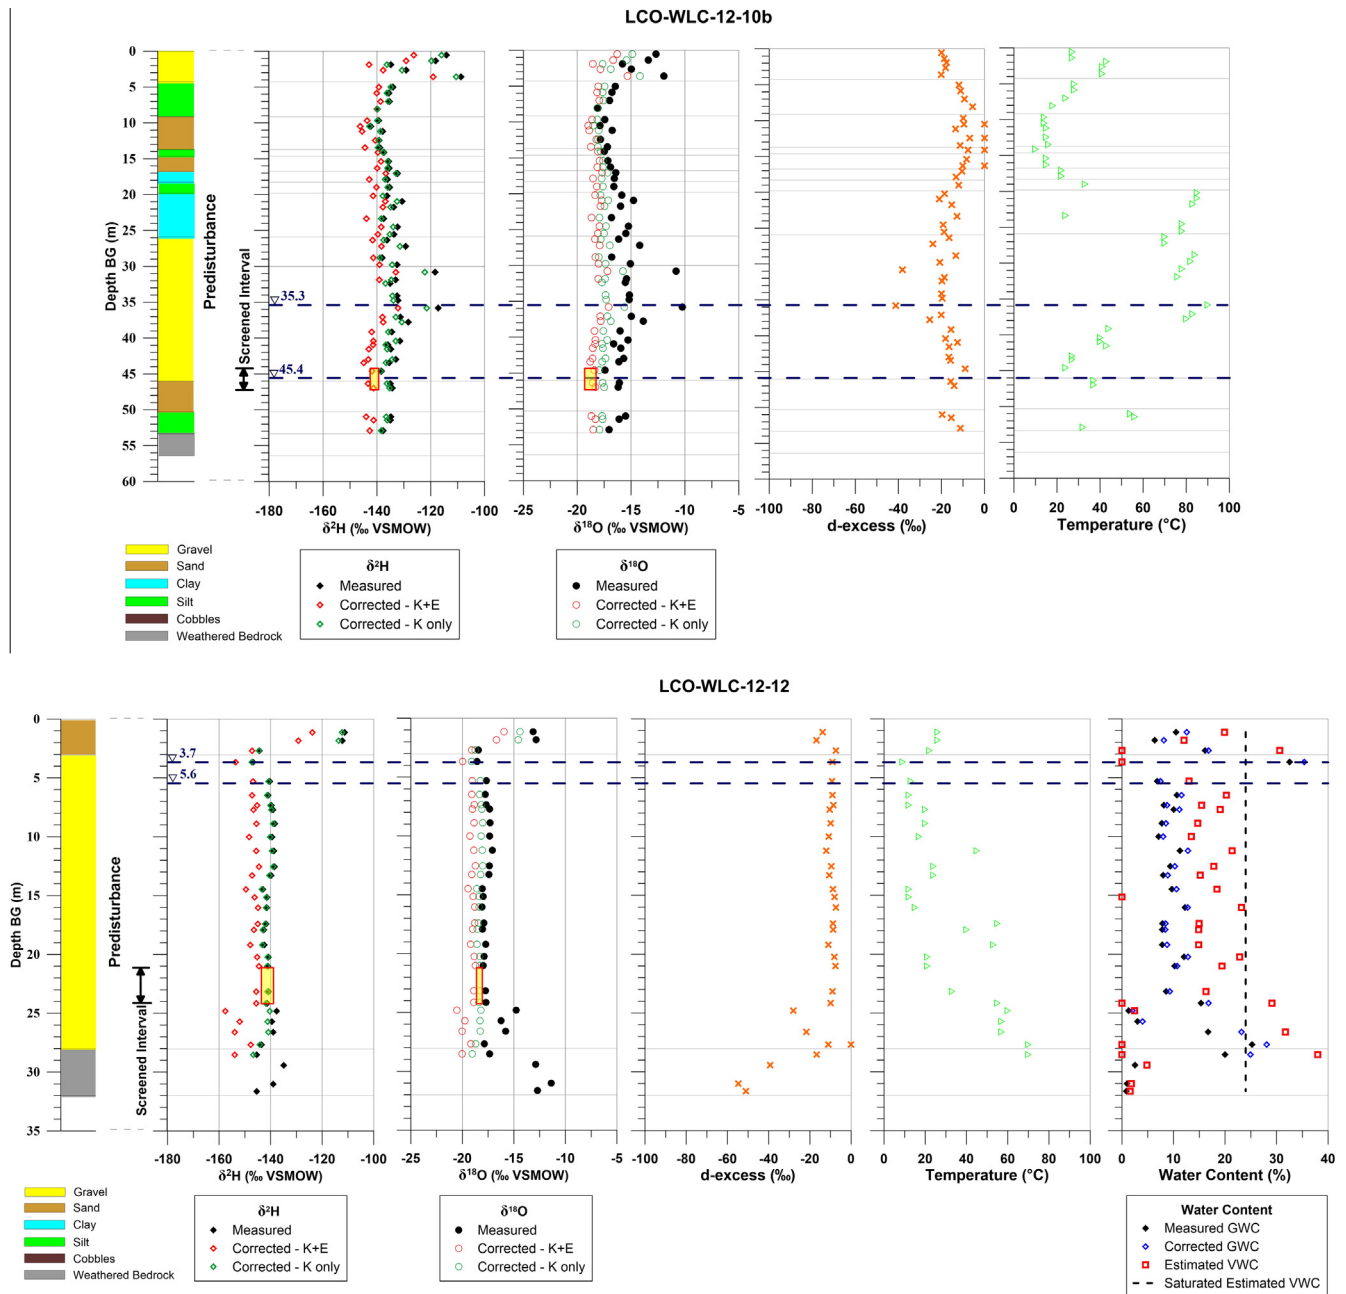 LCO-WLC-12-10b
Depth BG (m)
0
5
10
15
20
25
30
35
40
45
50
55
60
Predisturbance
Screened Interval
35.3
45.4
-180 -160 -140 -120 -100
δ²H (‰ VSMOW)
-25 -20 -15 -10 -5
δ¹⁸O (‰ VSMOW)
-100 -80 -60 -40 -20 0
d-excess (‰)
0 20 40 60 80 100
Temperature (°C)
Gravel
Sand
Clay
Silt
Cobbles
Weathered Bedrock
δ²H
Measured
Corrected - K+E
Corrected - K only
δ¹⁸O
Measured
Corrected - K+E
Corrected - K only
LCO-WLC-12-12
Depth BG (m)
0
5
10
15
20
25
30
35
Predisturbance
Screened Interval
3.7
5.6
-180 -160 -140 -120 -100
δ²H (‰ VSMOW)
-25 -20 -15 -10 -5
δ¹⁸O (‰ VSMOW)
-100 -80 -60 -40 -20 0
d-excess (‰)
0 20 40 60 80 100
Temperature (°C)
0 10 20 30 40
Water Content (%)
Gravel
Sand
Clay
Silt
Cobbles
Weathered Bedrock
δ²H
Measured
Corrected - K+E
Corrected - K only
δ¹⁸O
Measured
Corrected - K+E
Corrected - K only
Water Content
Measured GWC
Corrected GWC
Estimated VWC
Saturated Estimated VWC